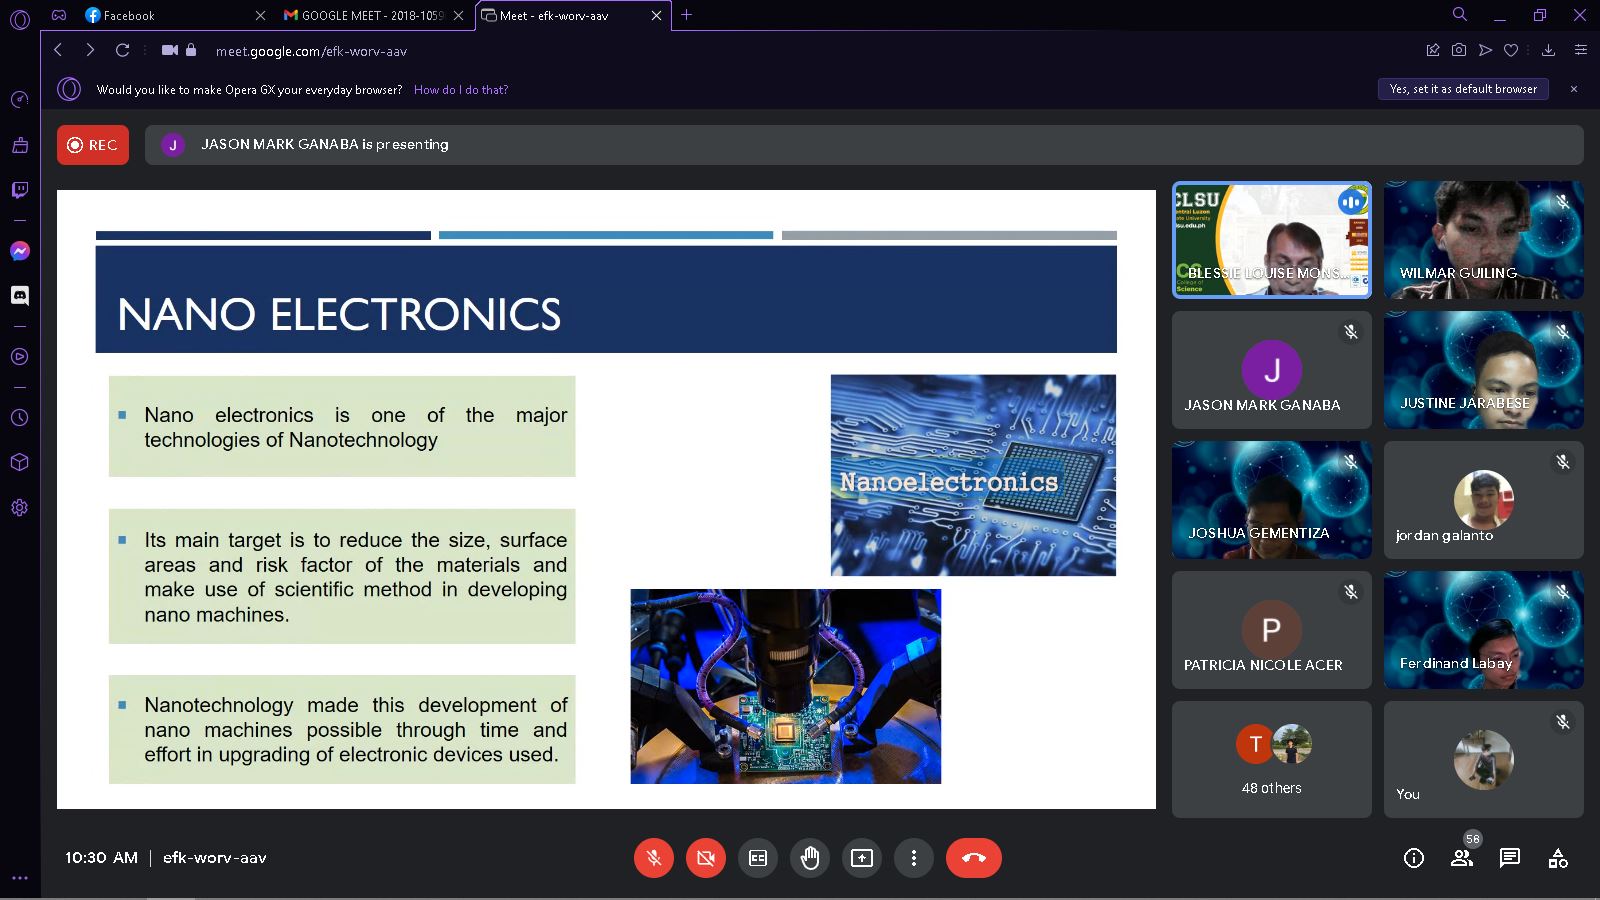 Facebook
GOOGLE MEET - 2018-1059
Meet - efk-worv-aav
meet.google.com/efk-worv-aav
Would you like to make Opera GX your everyday browser? How do I do that?
Yes, set it as default browser
REC
J
JASON MARK GANABA is presenting
NANO ELECTRONICS
Nano electronics is one of the major
technologies of Nanotechnology
Its main target is to reduce the size, surface
areas and risk factor of the materials and
make use of scientific method in developing
nano machines.
Nanotechnology made this development of
nano machines possible through time and
effort in upgrading of electronic devices used.
Nanoelectronics
CLSU
su.edu.ph
College of
Science
BLESSIE LOUISE MONS...
WILMAR GUILING
J
JASON MARK GANABA
JUSTINE JARABESE
JOSHUA GEMENTIZA
jordan galanto
P
PATRICIA NICOLE ACER
Ferdinand Labay
T
48 others
You
10:30 AM | efk-worv-aav
58